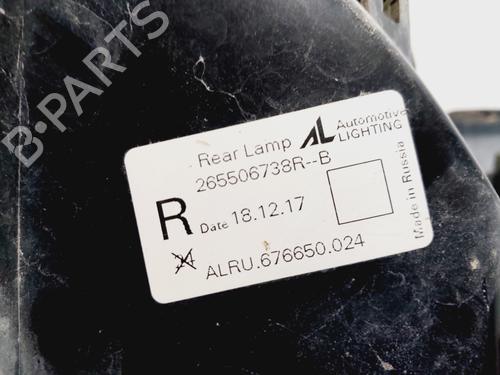 B-PARTS
Rear Lamp AL Automotive LIGHTING
265506738R--B
R Date 18.12.17
ALRU.676650.024
Made in Russia